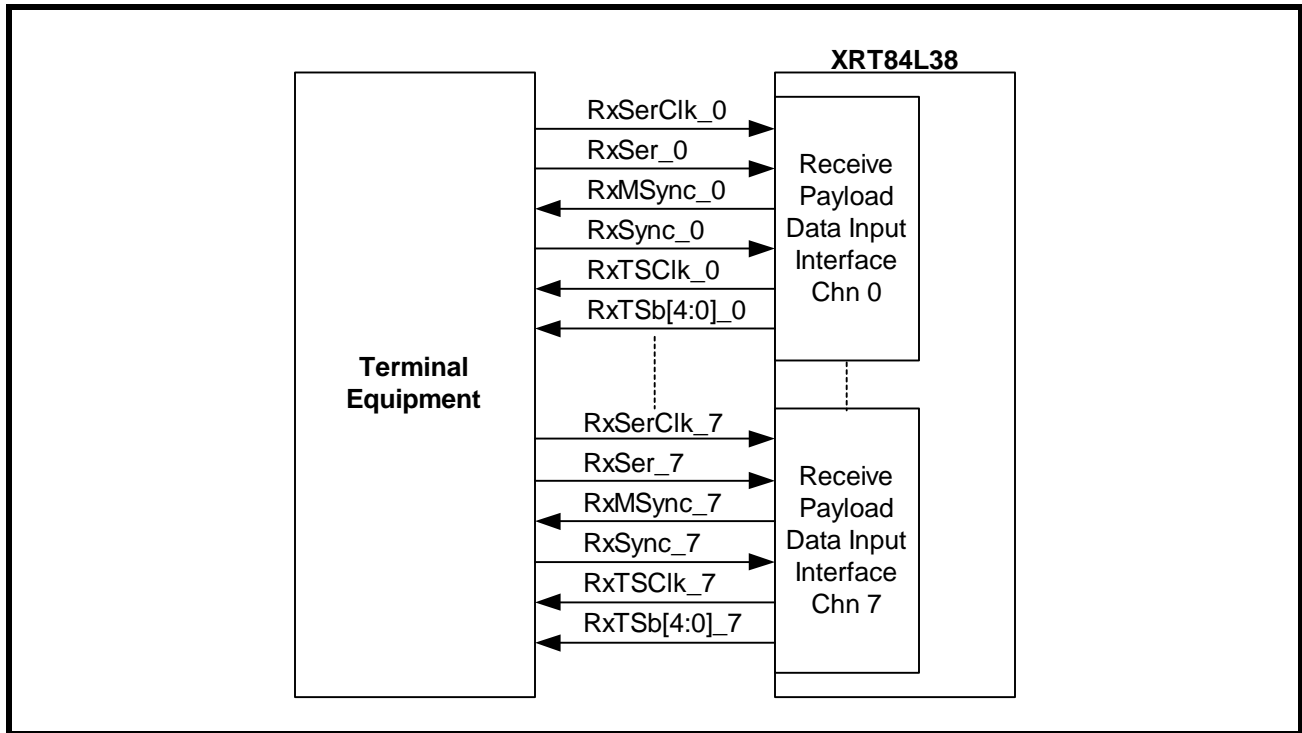 XRT84L38
RxSerClk_0
RxSer_0
RxMSync_0
RxSync_0
RxTSClk_0
RxTSb[4:0]_0
Receive
Payload
Data Input
Interface
Chn 0
Terminal
Equipment
RxSerClk_7
RxSer_7
RxMSync_7
RxSync_7
RxTSClk_7
RxTSb[4:0]_7
Receive
Payload
Data Input
Interface
Chn 7